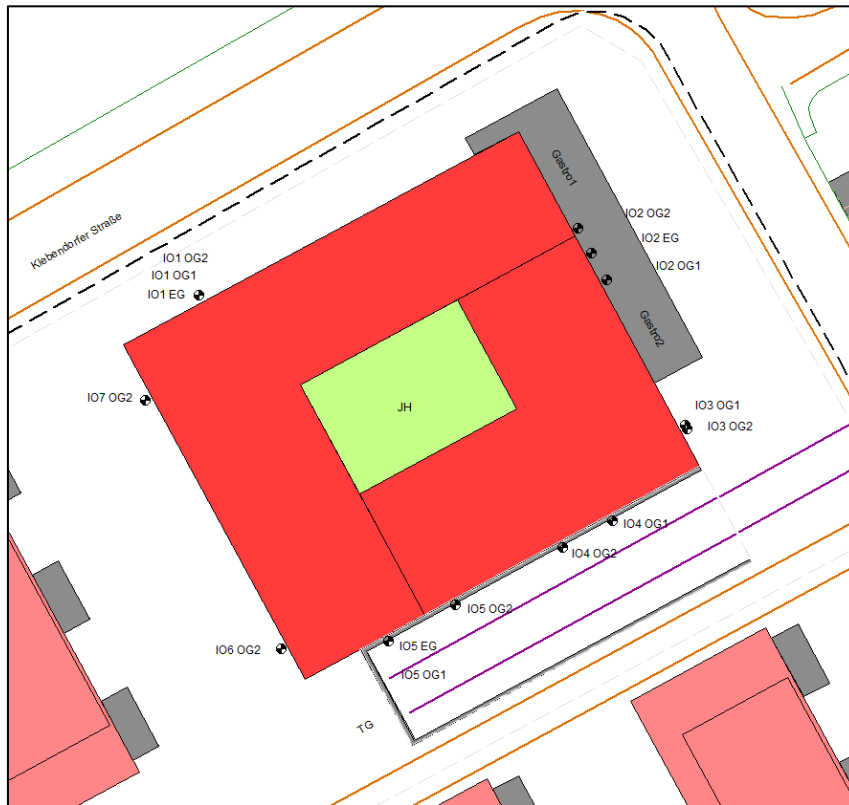 Gastro1
IO2 OG2
Klebendorfer Straße
IO2 EG
IO1 OG2
IO1 OG1
IO2 OG1
IO1 EG
Gastro2
IO7 OG2
JH
IO3 OG1
IO3 OG2
IO4 OG1
IO4 OG2
IO5 OG2
IO6 OG2
IO5 EG
IO5 OG1
TG